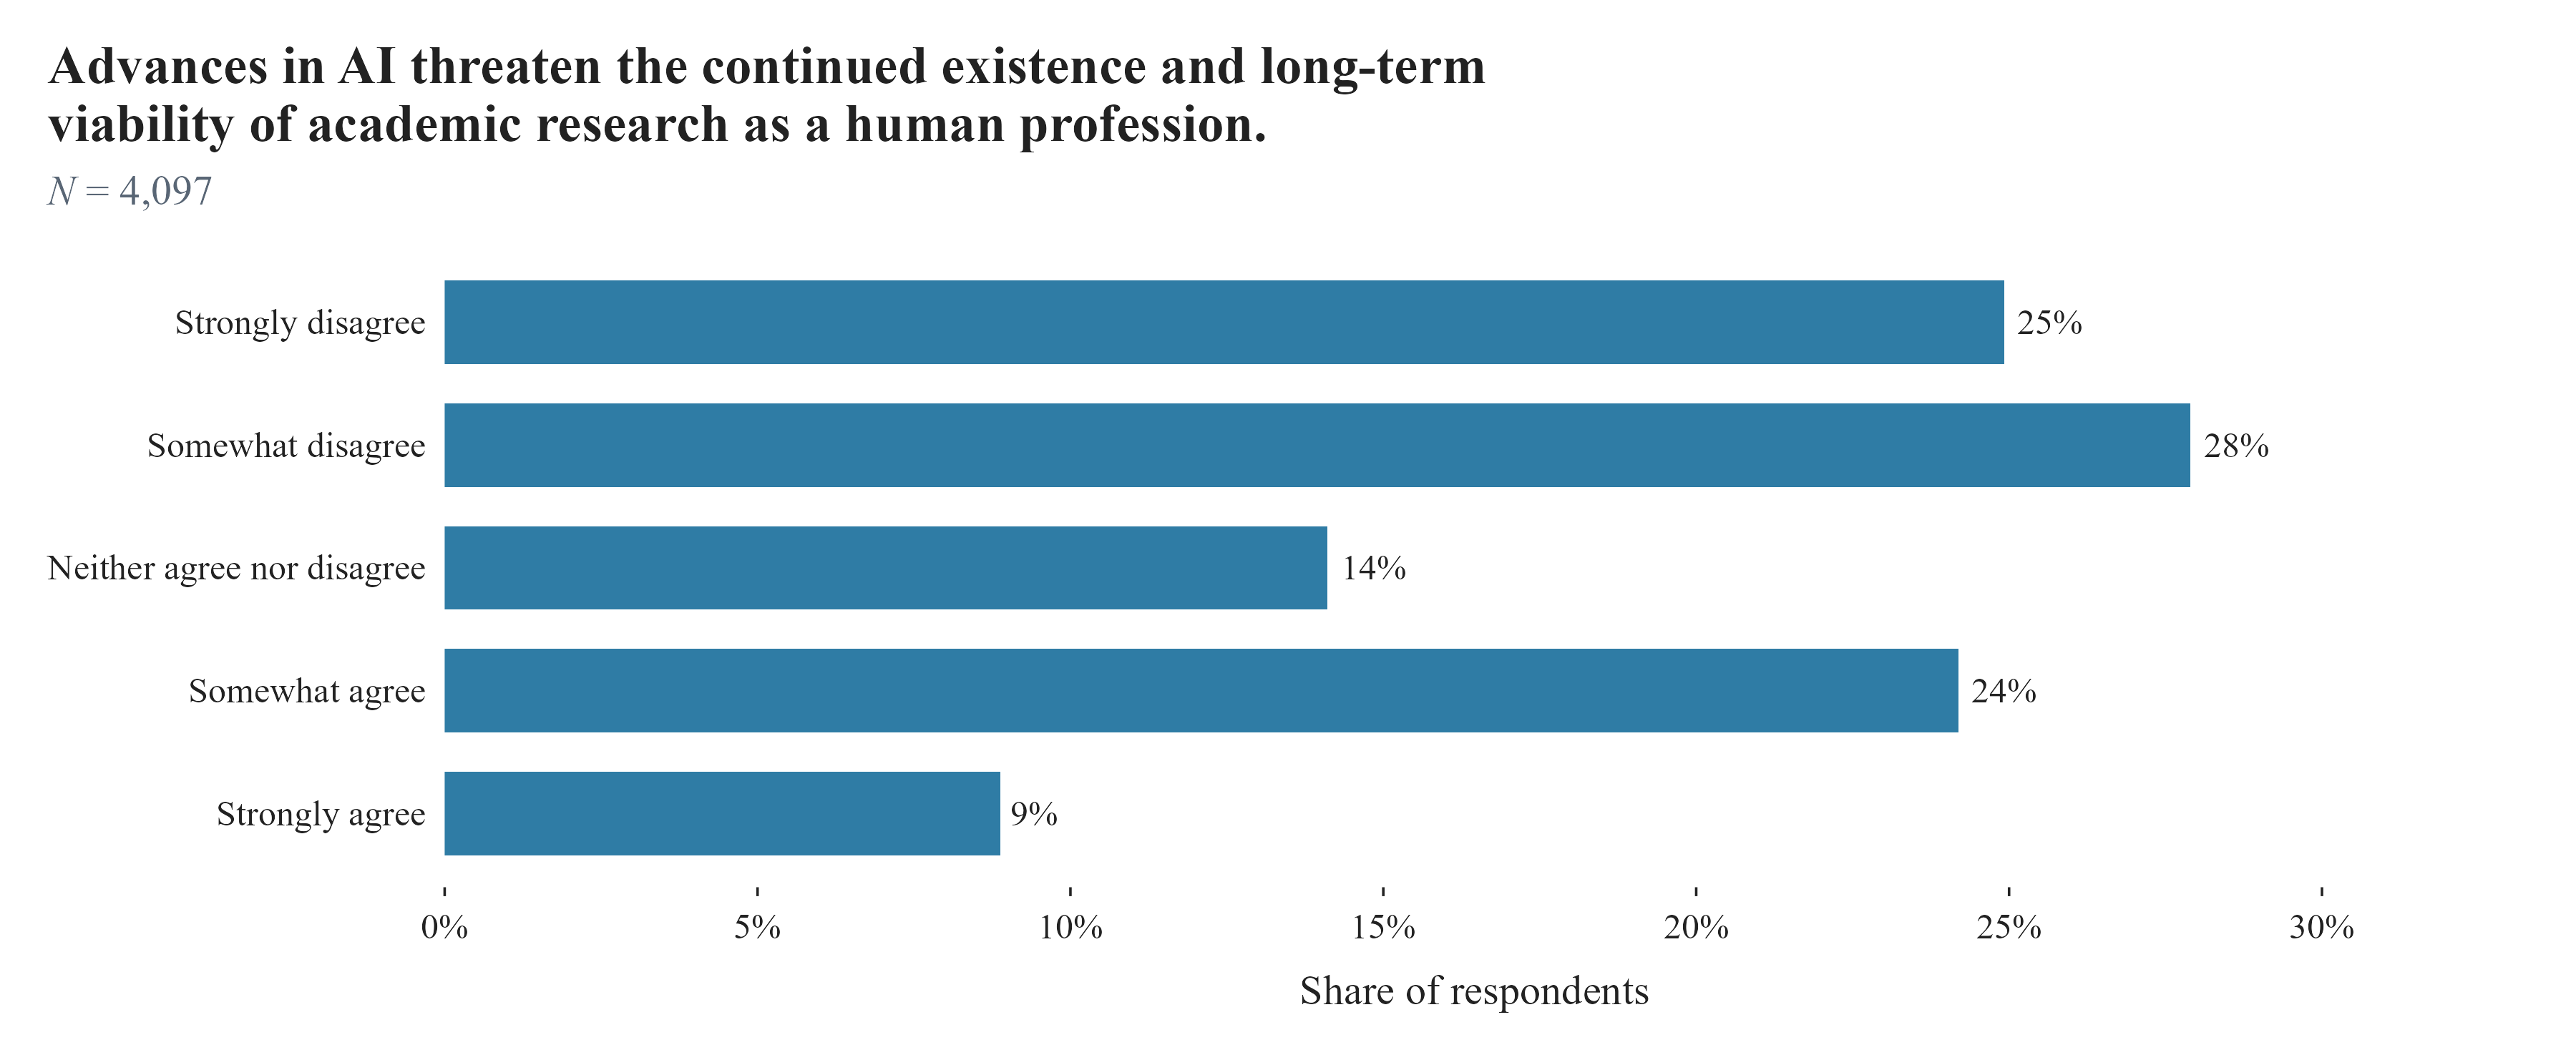 Advances in AI threaten the continued existence and long-term
viability of academic research as a human profession.
N = 4,097
Strongly disagree 25%
Somewhat disagree 28%
Neither agree nor disagree 14%
Somewhat agree 24%
Strongly agree 9%
0% 5% 10% 15% 20% 25% 30%
Share of respondents